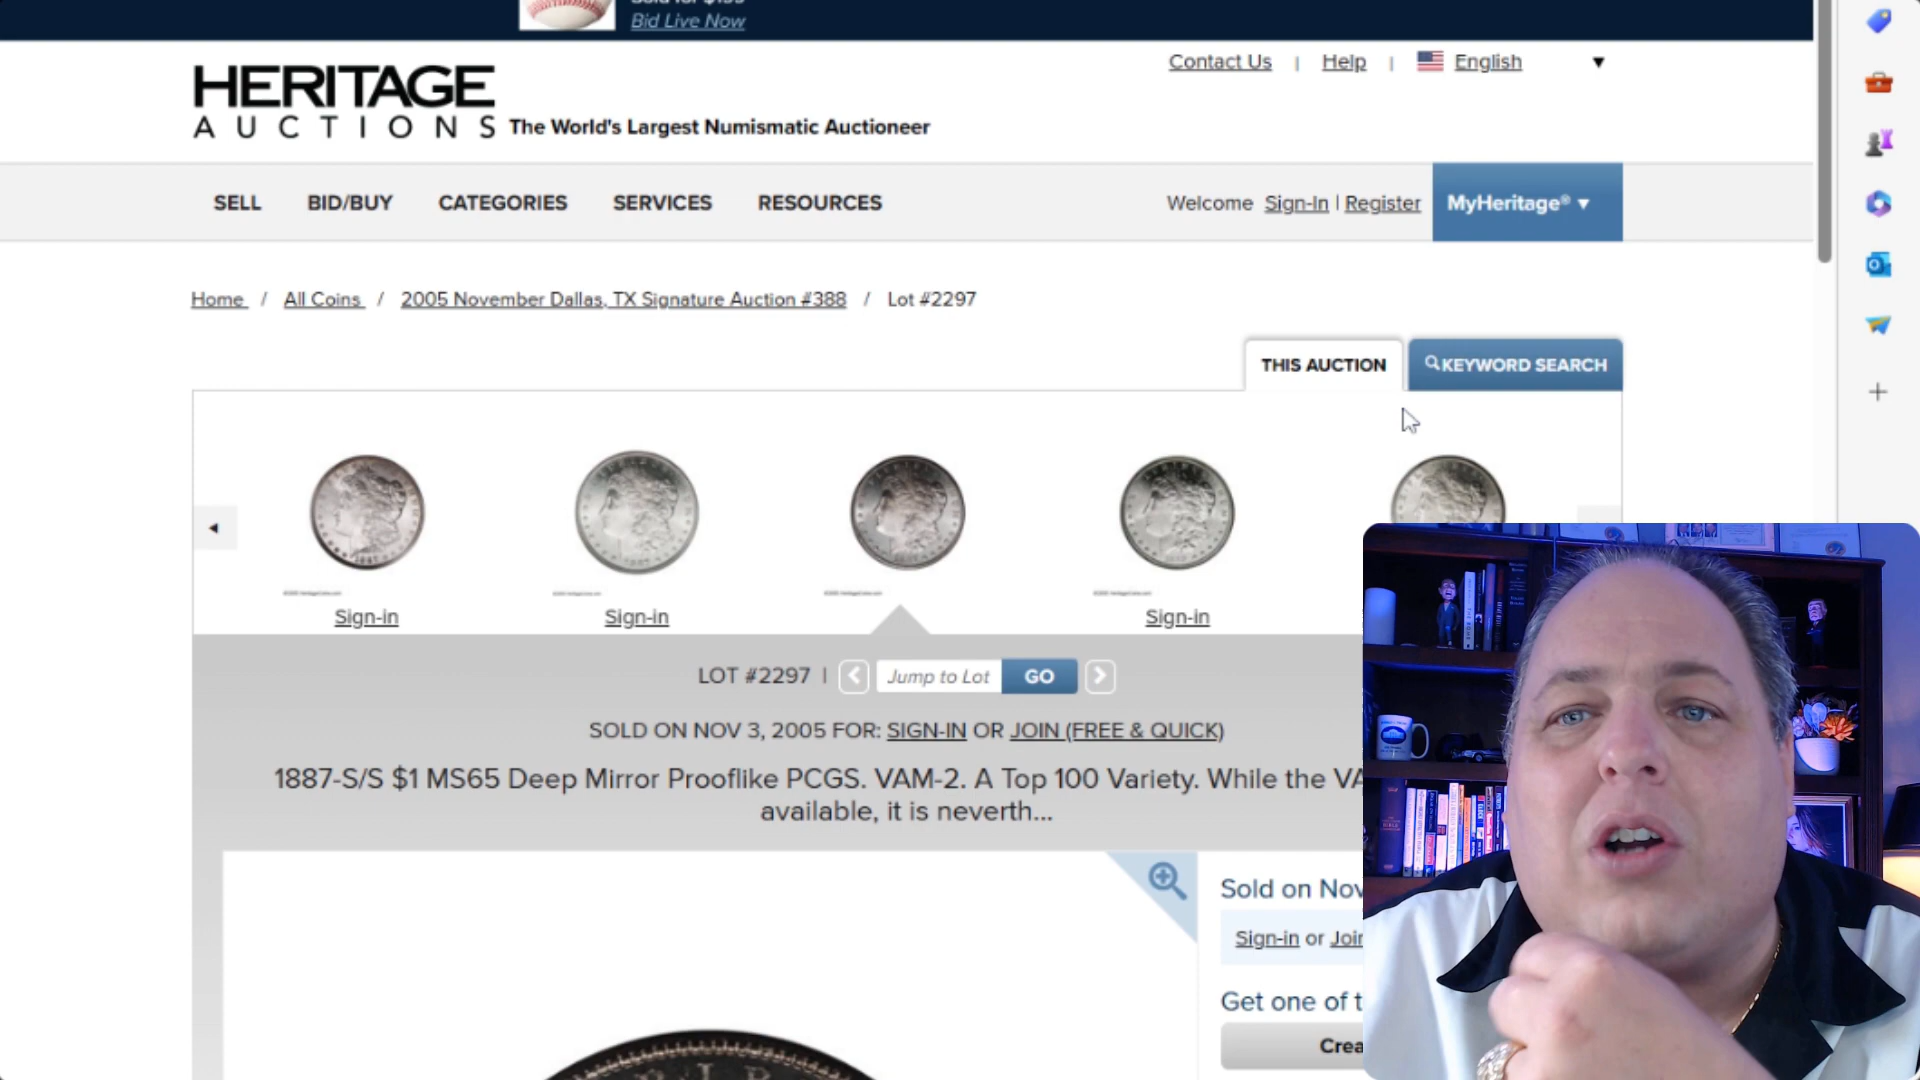 Bid Live Now
HERITAGE
AUCTIONS The World's Largest Numismatic Auctioneer
Contact Us | Help | English ▼
SELL BID/BUY CATEGORIES SERVICES RESOURCES Welcome Sign-In | Register MyHeritage® ▼
Home / All Coins / 2005 November Dallas, TX Signature Auction #388 / Lot #2297
THIS AUCTION KEYWORD SEARCH
Sign-in Sign-in Sign-in
LOT #2297 | Jump to Lot GO
SOLD ON NOV 3, 2005 FOR: SIGN-IN OR JOIN (FREE & QUICK)
1887-S/S $1 MS65 Deep Mirror Prooflike PCGS. VAM-2. A Top 100 Variety. While the VA
available, it is neverth...
Sold on Nov
Sign-in or Join
Get one of t
Crea